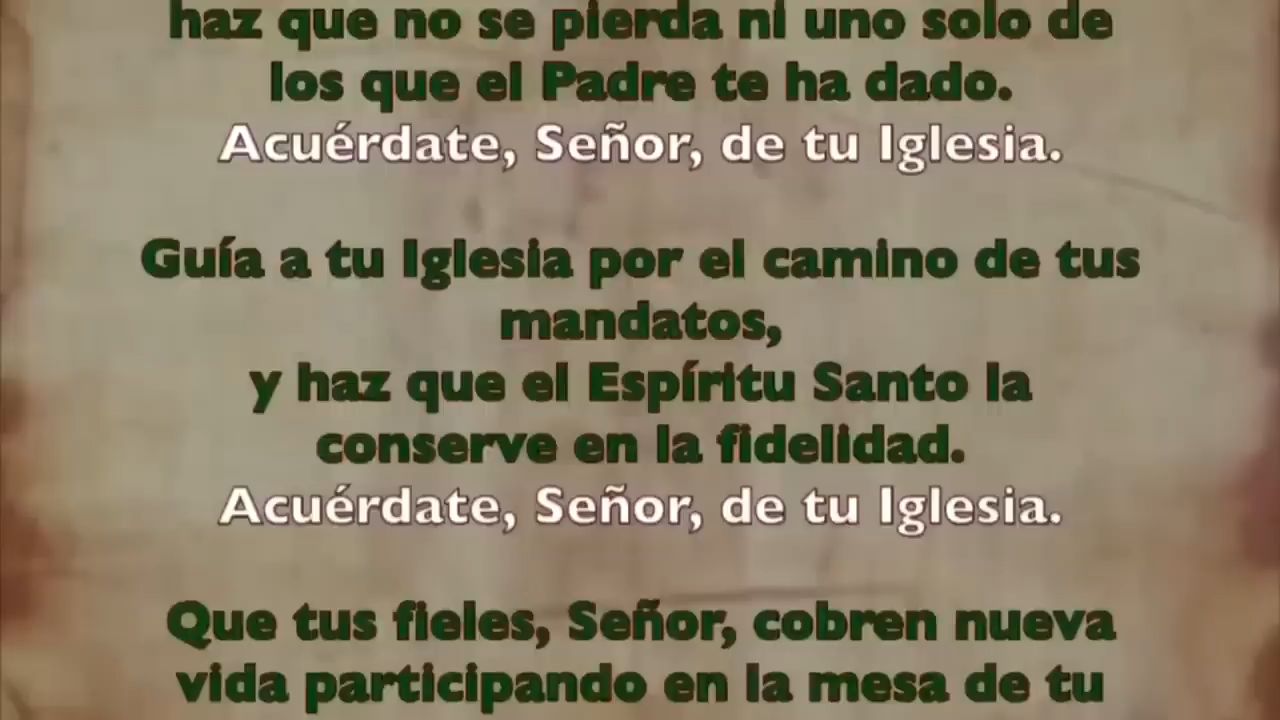 haz que no se pierda ni uno solo de
los que el Padre te ha dado.
Acuérdate, Señor, de tu Iglesia.
Guía a tu Iglesia por el camino de tus
mandatos,
y haz que el Espíritu Santo la
conserve en la fidelidad.
Acuérdate, Señor, de tu Iglesia.
Que tus fieles, Señor, cobren nueva
vida participando en la mesa de tu